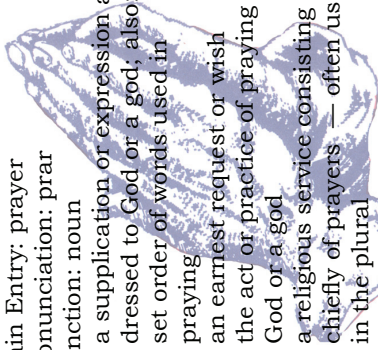 ain Entry: prayer
onunciation: prar
nction: noun
a supplication or expression a
dressed to God or a god; also
set order of words used in
praying
an earnest request or wish
the act or practice of praying
God or a god
a religious service consisting
chiefly of prayers — often us
in the plural